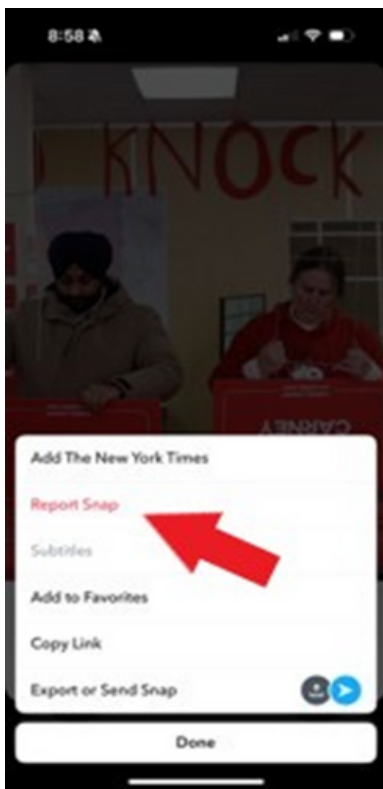 8:58
KNOCK
CARNEY
Add The New York Times
Report Snap
Subtitles
Add to Favorites
Copy Link
Export or Send Snap
Done